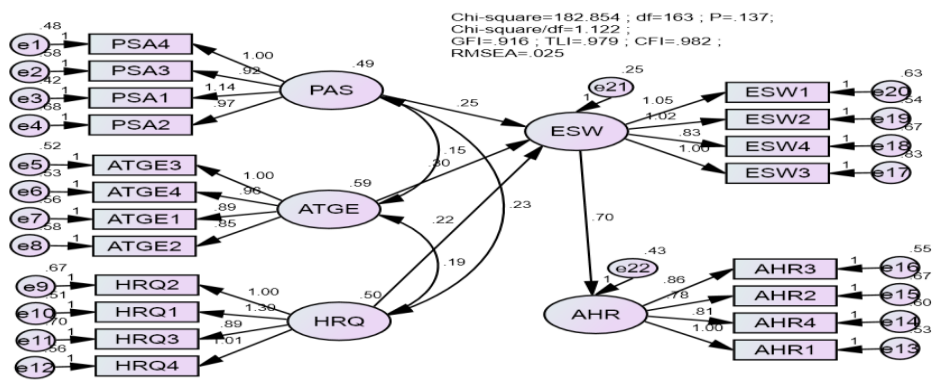 Chi-square=182.854 ; df=163 ; P=.137;
Chi-square/df=1.122 ;
GFI=.916 ; TLI=.979 ; CFI=.982 ;
RMSEA=.025
.48
e1
1
PSA4
1.00
.58
e2
1
PSA3
.92
.42
e3
1
PSA1
1.14
.68
e4
1
PSA2
.97
.49
PAS
.52
e5
1
ATGE3
1.00
.53
e6
1
ATGE4
.96
.56
e7
1
ATGE1
.89
.58
e8
1
ATGE2
.85
.59
ATGE
.67
e9
1
HRQ2
1.00
.51
e10
1
HRQ1
1.30
.70
e11
1
HRQ3
.89
.56
e12
1
HRQ4
1.01
.50
HRQ
.25
.15
.30
.22
.23
.19
.25
e21
1
ESW
1.05
ESW1
1
e20
.63
1.02
ESW2
1
e19
.54
.83
ESW4
1
e18
.67
1.00
ESW3
1
e17
.83
.70
.43
e22
1
AHR
.86
AHR3
1
e16
.55
.78
AHR2
1
e15
.67
.81
AHR4
1
e14
.60
1.00
AHR1
1
e13
.53